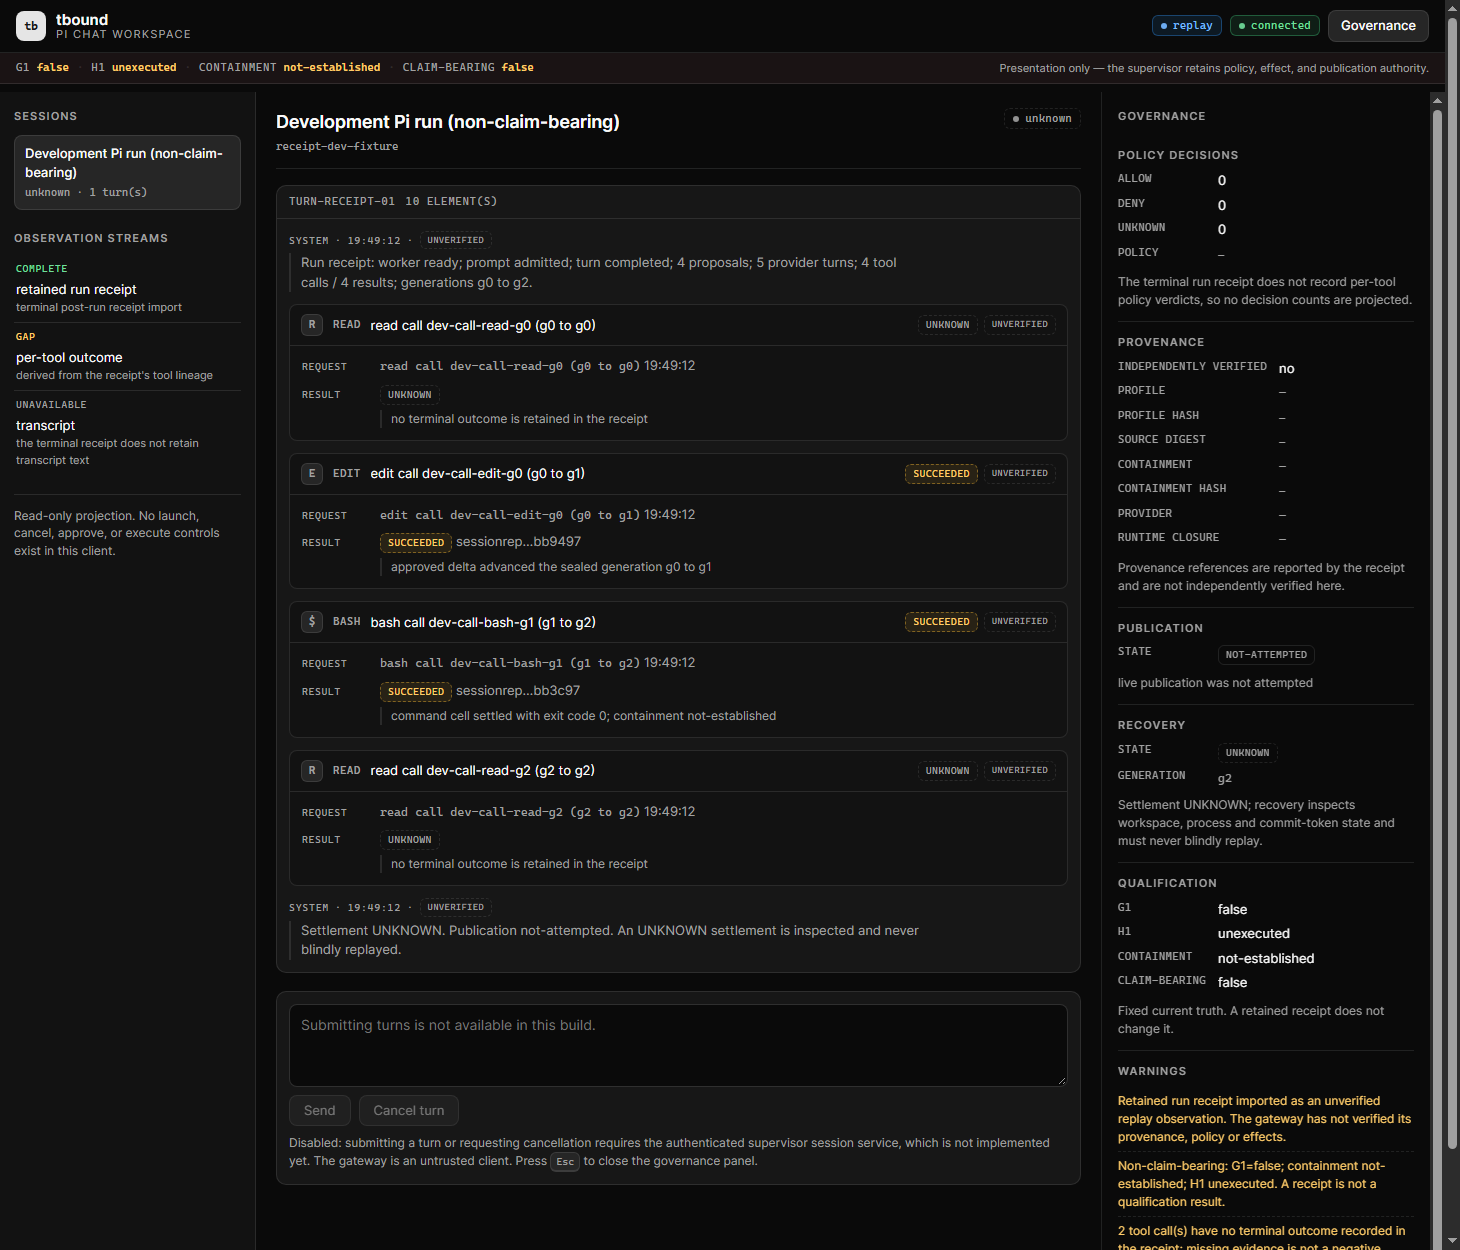 tb
tbound
PI CHAT WORKSPACE
replay
connected
Governance
G1 false · H1 unexecuted · CONTAINMENT not-established · CLAIM-BEARING false
Presentation only — the supervisor retains policy, effect, and publication authority.
SESSIONS
Development Pi run (non-claim-
bearing)
unknown · 1 turn(s)
OBSERVATION STREAMS
COMPLETE
retained run receipt
terminal post-run receipt import
GAP
per-tool outcome
derived from the receipt's tool lineage
UNAVAILABLE
transcript
the terminal receipt does not retain
transcript text
Read-only projection. No launch,
cancel, approve, or execute controls
exist in this client.
Development Pi run (non-claim-bearing)
unknown
receipt-dev-fixture
TURN-RECEIPT-01 10 ELEMENT(S)
SYSTEM · 19:49:12 · UNVERIFIED
Run receipt: worker ready; prompt admitted; turn completed; 4 proposals; 5 provider turns; 4 tool
calls / 4 results; generations g0 to g2.
R READ read call dev-call-read-g0 (g0 to g0) UNKNOWN UNVERIFIED
REQUEST read call dev-call-read-g0 (g0 to g0) 19:49:12
RESULT UNKNOWN
no terminal outcome is retained in the receipt
E EDIT edit call dev-call-edit-g0 (g0 to g1) SUCCEEDED UNVERIFIED
REQUEST edit call dev-call-edit-g0 (g0 to g1) 19:49:12
RESULT SUCCEEDED sessionrep…bb9497
approved delta advanced the sealed generation g0 to g1
$ BASH bash call dev-call-bash-g1 (g1 to g2) SUCCEEDED UNVERIFIED
REQUEST bash call dev-call-bash-g1 (g1 to g2) 19:49:12
RESULT SUCCEEDED sessionrep…bb3c97
command cell settled with exit code 0; containment not-established
R READ read call dev-call-read-g2 (g2 to g2) UNKNOWN UNVERIFIED
REQUEST read call dev-call-read-g2 (g2 to g2) 19:49:12
RESULT UNKNOWN
no terminal outcome is retained in the receipt
SYSTEM · 19:49:12 · UNVERIFIED
Settlement UNKNOWN. Publication not-attempted. An UNKNOWN settlement is inspected and never
blindly replayed.
Submitting turns is not available in this build.
Send Cancel turn
Disabled: submitting a turn or requesting cancellation requires the authenticated supervisor session service, which is not implemented
yet. The gateway is an untrusted client. Press Esc to close the governance panel.
GOVERNANCE
POLICY DECISIONS
ALLOW 0
DENY 0
UNKNOWN 0
POLICY –
The terminal run receipt does not record per-tool
policy verdicts, so no decision counts are projected.
PROVENANCE
INDEPENDENTLY VERIFIED no
PROFILE –
PROFILE HASH –
SOURCE DIGEST –
CONTAINMENT –
CONTAINMENT HASH –
PROVIDER –
RUNTIME CLOSURE –
Provenance references are reported by the receipt
and are not independently verified here.
PUBLICATION
STATE NOT-ATTEMPTED
live publication was not attempted
RECOVERY
STATE UNKNOWN
GENERATION g2
Settlement UNKNOWN; recovery inspects
workspace, process and commit-token state and
must never blindly replay.
QUALIFICATION
G1 false
H1 unexecuted
CONTAINMENT not-established
CLAIM-BEARING false
Fixed current truth. A retained receipt does not
change it.
WARNINGS
Retained run receipt imported as an unverified
replay observation. The gateway has not verified its
provenance, policy or effects.
Non-claim-bearing: G1=false; containment not-
established; H1 unexecuted. A receipt is not a
qualification result.
2 tool call(s) have no terminal outcome recorded in
the receipt; missing evidence is not a negative